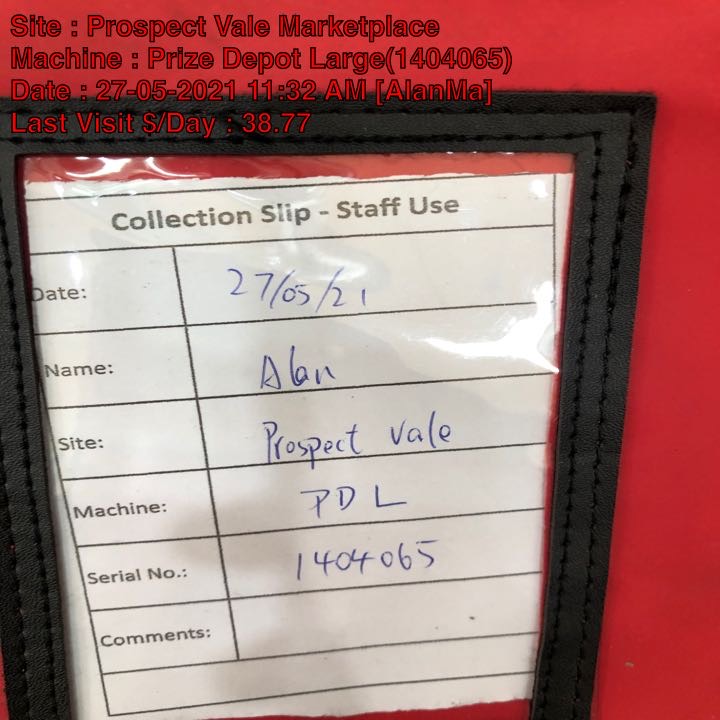 Site : Prospect Vale Marketplace
Machine : Prize Depot Large(1404065)
Date : 27-05-2021 11:32 AM [AlanMa]
Last Visit $/Day : 38.77
Collection Slip - Staff Use
Date: 27/05/21
Name: Alan
Site: Prospect vale
Machine: PDL
Serial No.: 1404065
Comments: